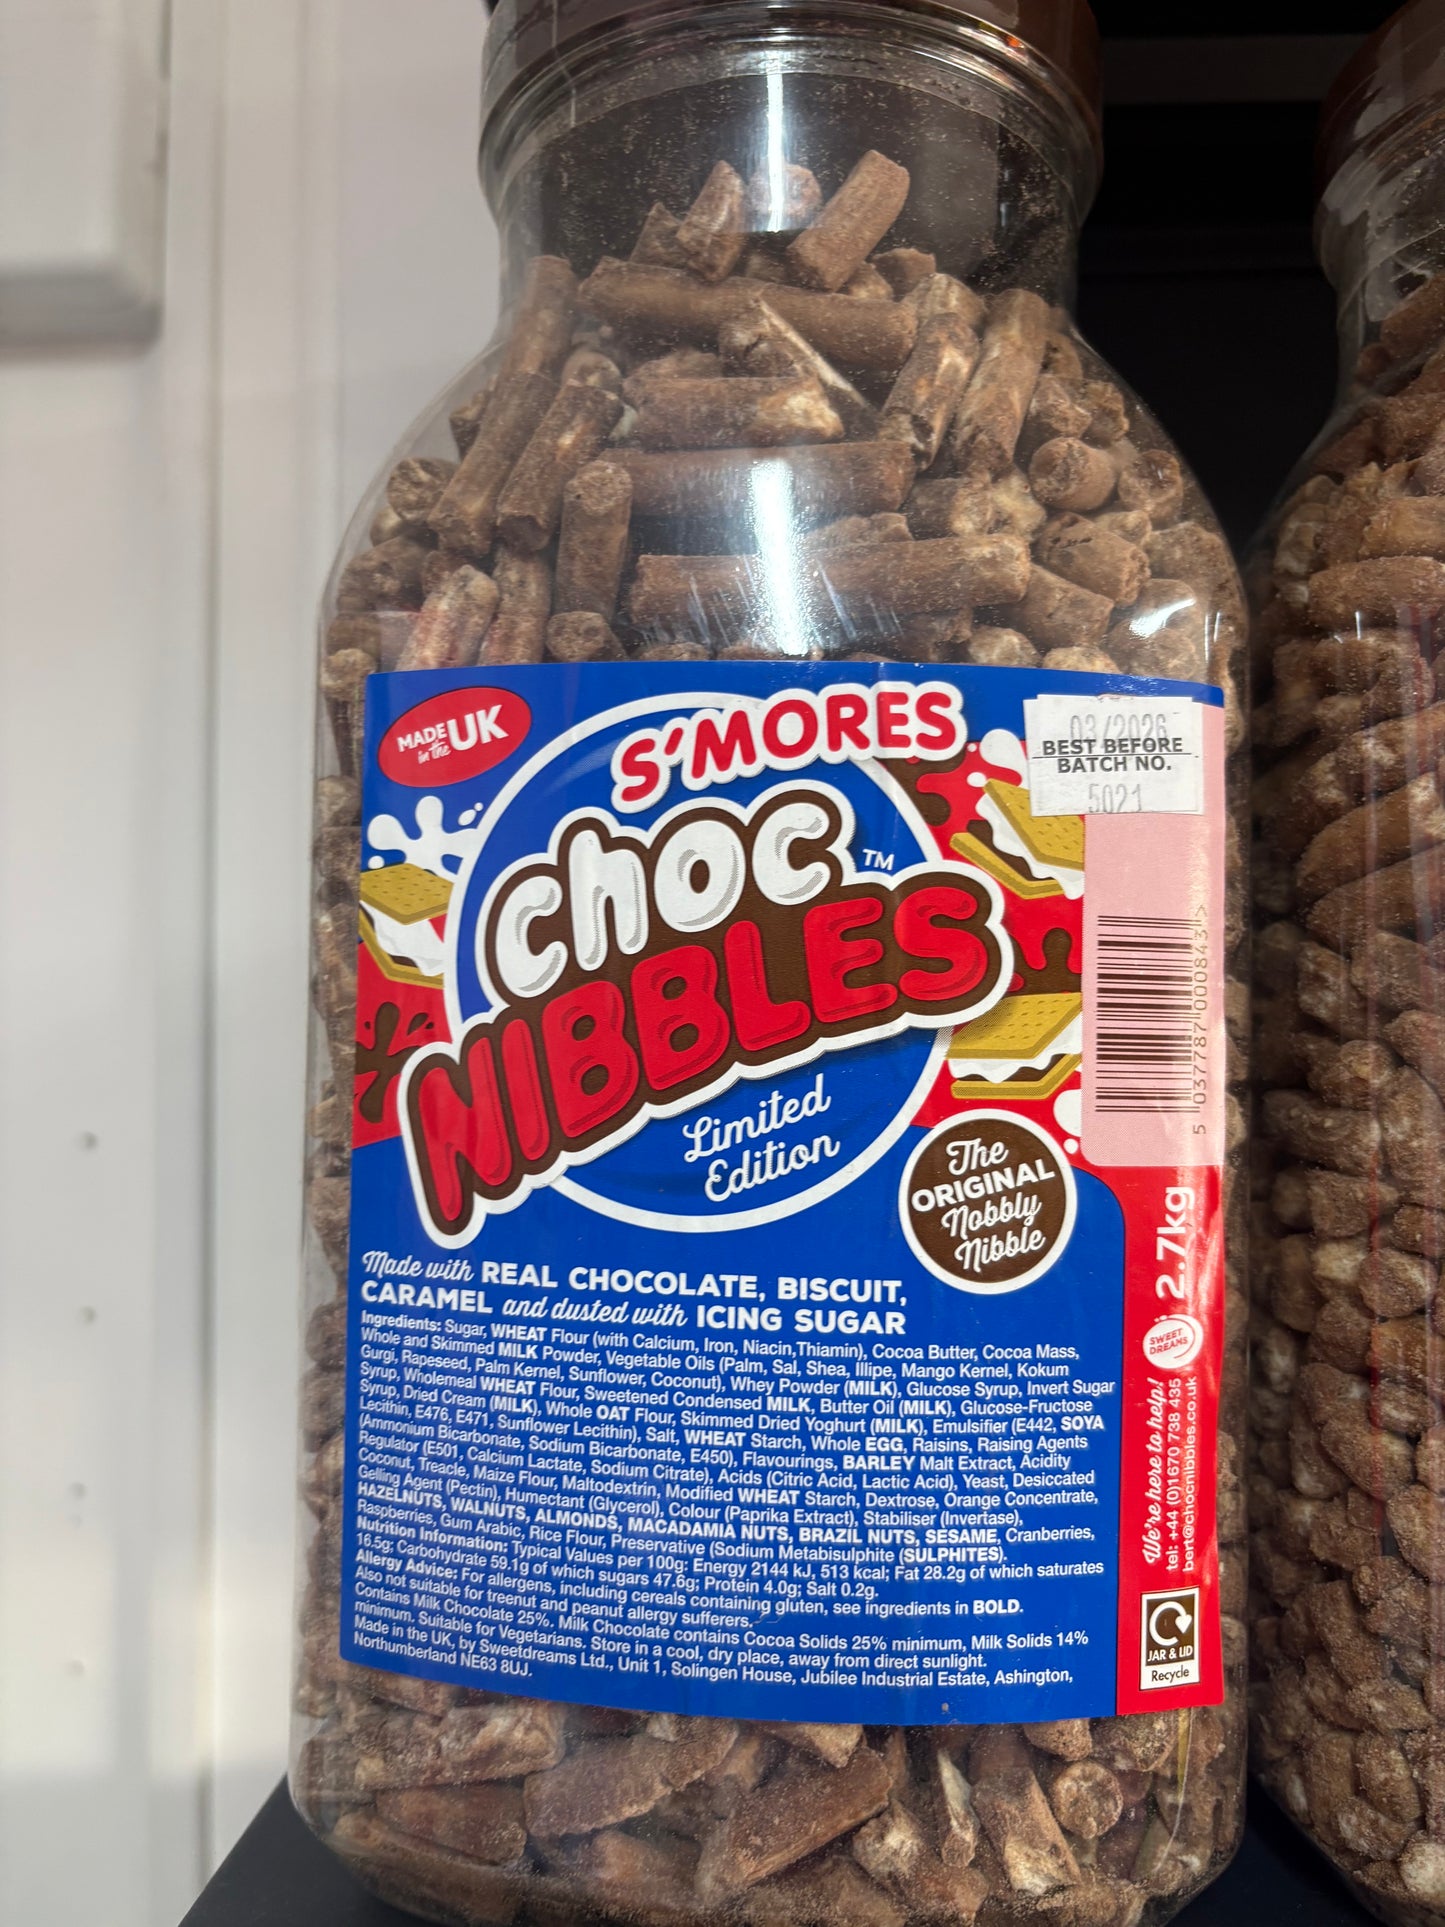 MADE
in the
UK
S'MORES
choc
NIBBLES
TM
Limited
Edition
03/2026
BEST BEFORE
BATCH NO.
5021
The
ORIGINAL
Nobbly
Nibble
Made with REAL CHOCOLATE, BISCUIT,
CARAMEL and dusted with ICING SUGAR
Ingredients: Sugar, WHEAT Flour (with Calcium, Iron, Niacin,Thiamin), Cocoa Butter, Cocoa Mass,
Whole and Skimmed MILK Powder, Vegetable Oils (Palm, Sal, Shea, Illipe, Mango Kernel, Kokum
Gurgi, Rapeseed, Palm Kernel, Sunflower, Coconut), Whey Powder (MILK), Glucose Syrup, Invert Sugar
Syrup, Wholemeal WHEAT Flour, Sweetened Condensed MILK, Butter Oil (MILK), Glucose-Fructose
Syrup, Dried Cream (MILK), Whole OAT Flour, Skimmed Dried Yoghurt (MILK), Emulsifier (E442, SOYA
Lecithin, E476, E471, Sunflower Lecithin), Salt, WHEAT Starch, Whole EGG, Raisins, Raising Agents
(Ammonium Bicarbonate, Sodium Bicarbonate, E450), Flavourings, BARLEY Malt Extract, Acidity
Regulator (E501, Calcium Lactate, Sodium Citrate), Acids (Citric Acid, Lactic Acid), Yeast, Desiccated
Coconut, Treacle, Maize Flour, Maltodextrin, Modified WHEAT Starch, Dextrose, Orange Concentrate,
Gelling Agent (Pectin), Humectant (Glycerol), Colour (Paprika Extract), Stabiliser (Invertase),
HAZELNUTS, WALNUTS, ALMONDS, MACADAMIA NUTS, BRAZIL NUTS, SESAME, Cranberries,
Raspberries, Gum Arabic, Rice Flour, Preservative (Sodium Metabisulphite (SULPHITES).
Nutrition Information: Typical Values per 100g: Energy 2144 kJ, 513 kcal; Fat 28.2g of which saturates
16.5g; Carbohydrate 59.1g of which sugars 47.6g; Protein 4.0g; Salt 0.2g.
Allergy Advice: For allergens, including cereals containing gluten, see ingredients in BOLD.
Also not suitable for treenut and peanut allergy sufferers.
Contains Milk Chocolate 25%. Milk Chocolate contains Cocoa Solids 25% minimum, Milk Solids 14%
minimum. Suitable for Vegetarians. Store in a cool, dry place, away from direct sunlight.
Made in the UK, by Sweetdreams Ltd., Unit 1, Solingen House, Jubilee Industrial Estate, Ashington,
Northumberland NE63 8UJ.
5 037787 000843 >
2.7kg
SWEET
DREAMS
We're here to help!
tel: +44 (0)1670 738 435
bert@chocnibbles.co.uk
JAR & LID
Recycle